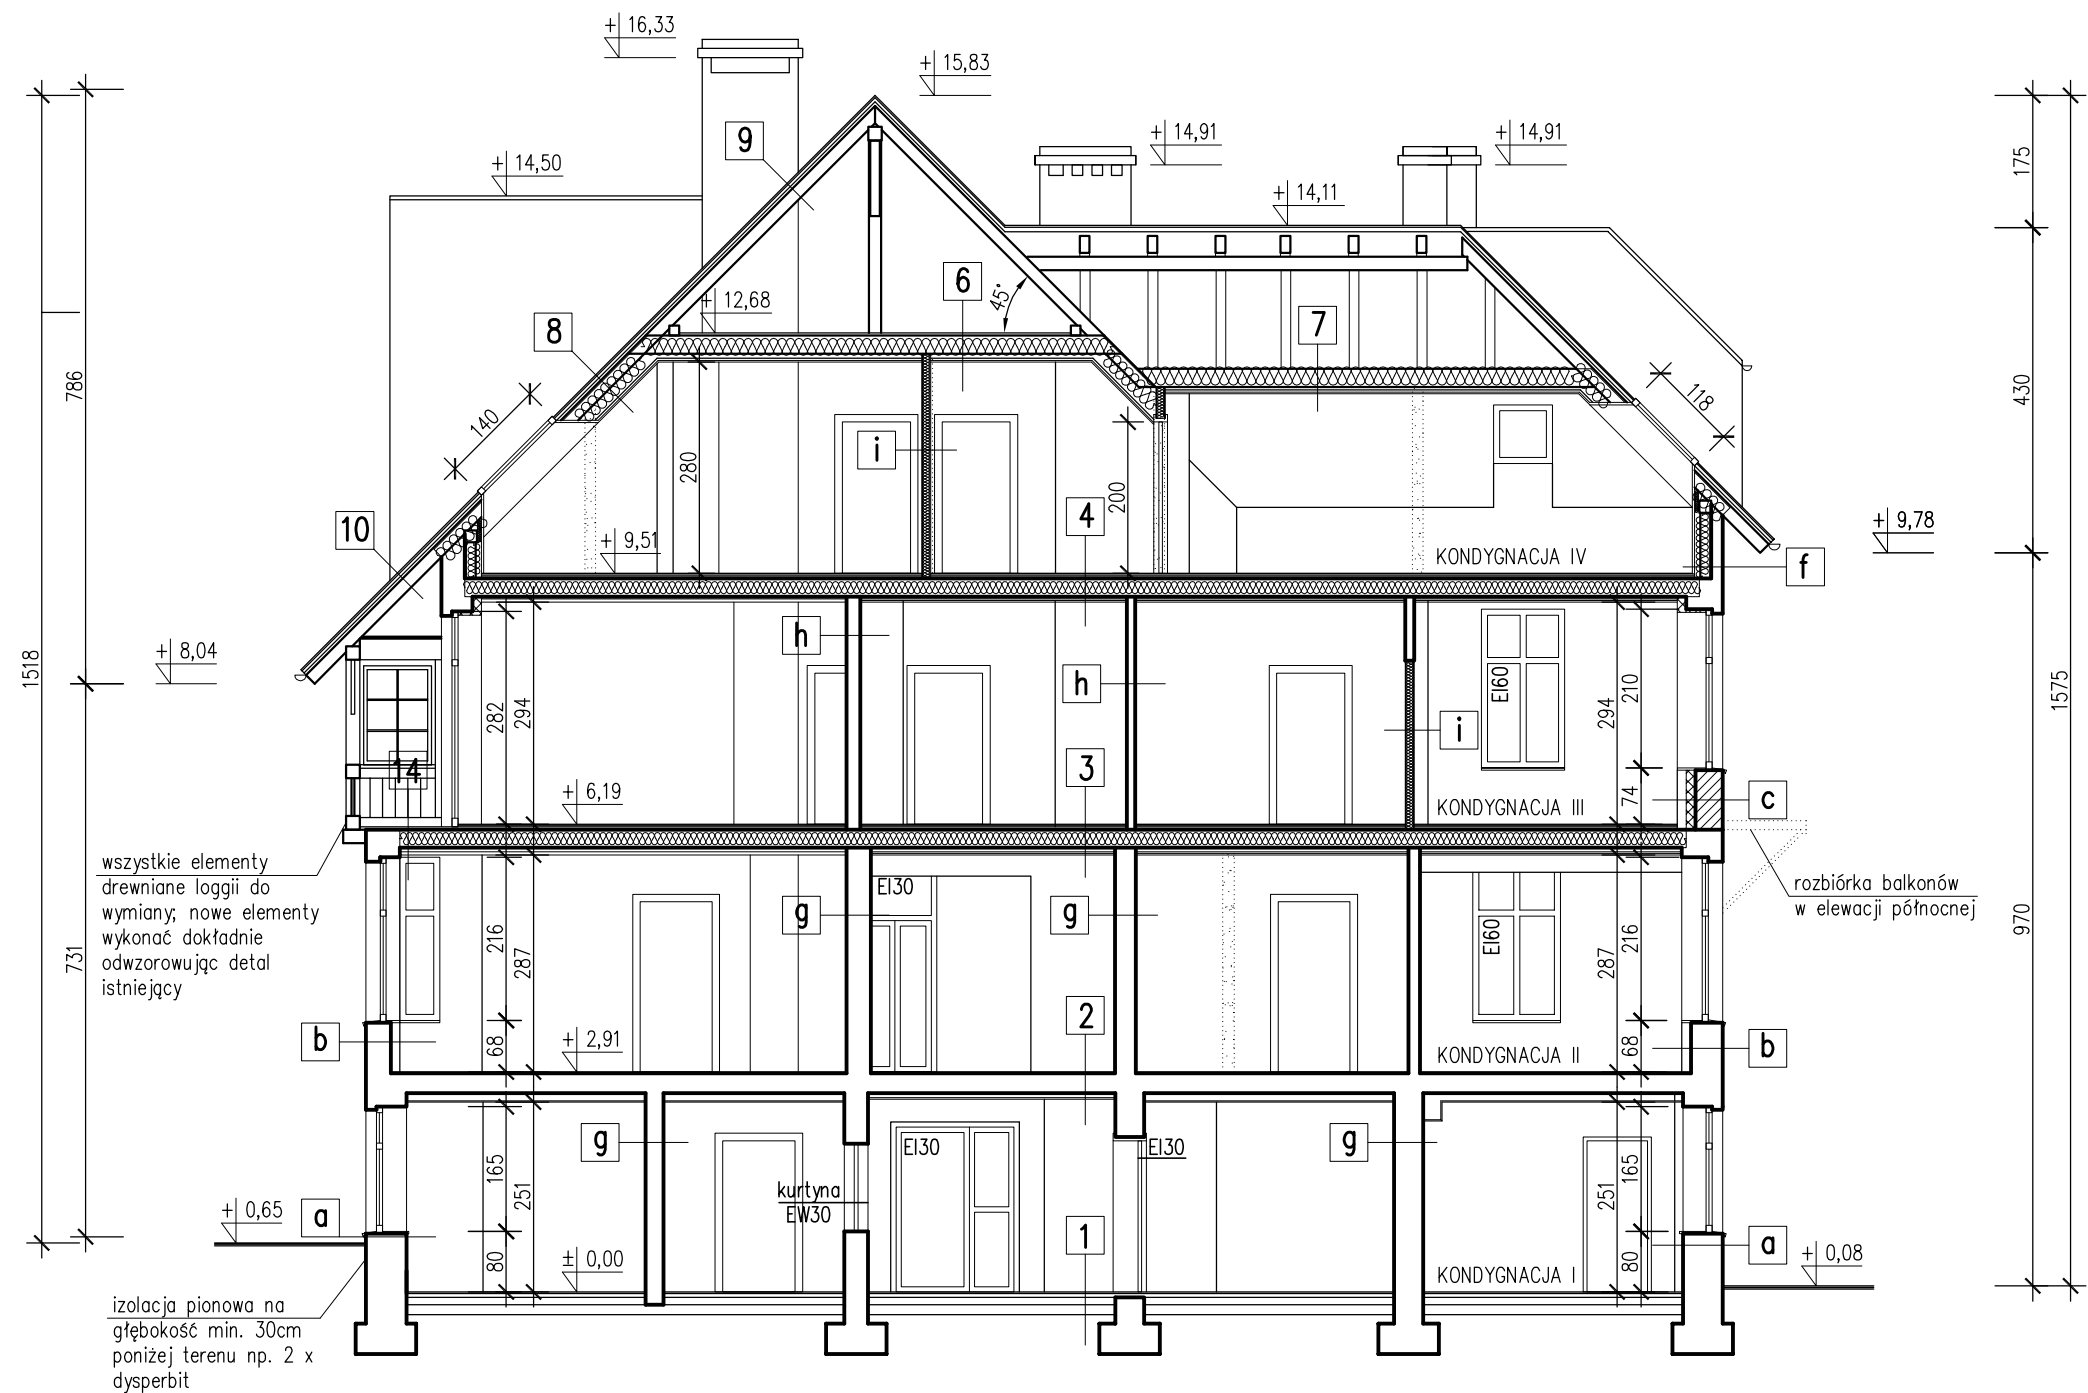 + 16,33
+ 15,83
9
+ 14,91
+ 14,91
+ 14,50
+ 14,11
175
6
45°
+ 12,68
8
7
786
430
140
118
i
280
200
4
10
+ 9,51
+ 9,78
KONDYGNACJA IV
f
h
+ 8,04
1518
h
EI60
282
294
294
210
1575
i
14
3
+ 6,19
74
c
KONDYGNACJA III
wszystkie elementy
drewniane loggii do
wymiany; nowe elementy
wykonać dokładnie
odwzorowując detal
istniejący
EI30
g
g
rozbiórka balkonów
w elewacji północnej
731
216
287
EI60
287
216
970
2
b
68
+ 2,91
KONDYGNACJA II
68
b
g
EI30
EI30
g
165
251
251
165
kurtyna
EW30
+ 0,65
a
1
a
80
± 0,00
KONDYGNACJA I
80
+ 0,08
izolacja pionowa na
głębokość min. 30cm
poniżej terenu np. 2 x
dysperbit